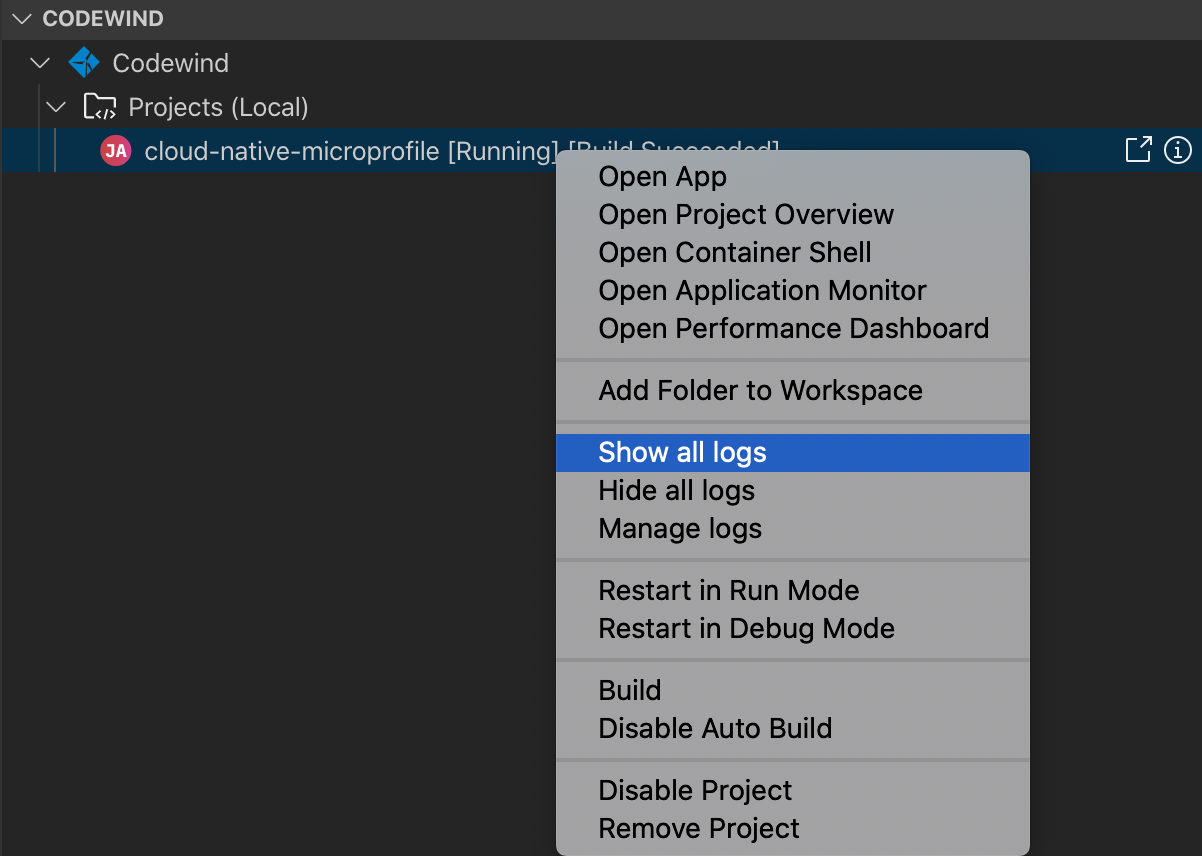 CODEWIND
Codewind
Projects (Local)
JA cloud-native-microprofile [Running] [Build Succeeded]
Open App
Open Project Overview
Open Container Shell
Open Application Monitor
Open Performance Dashboard
Add Folder to Workspace
Show all logs
Hide all logs
Manage logs
Restart in Run Mode
Restart in Debug Mode
Build
Disable Auto Build
Disable Project
Remove Project